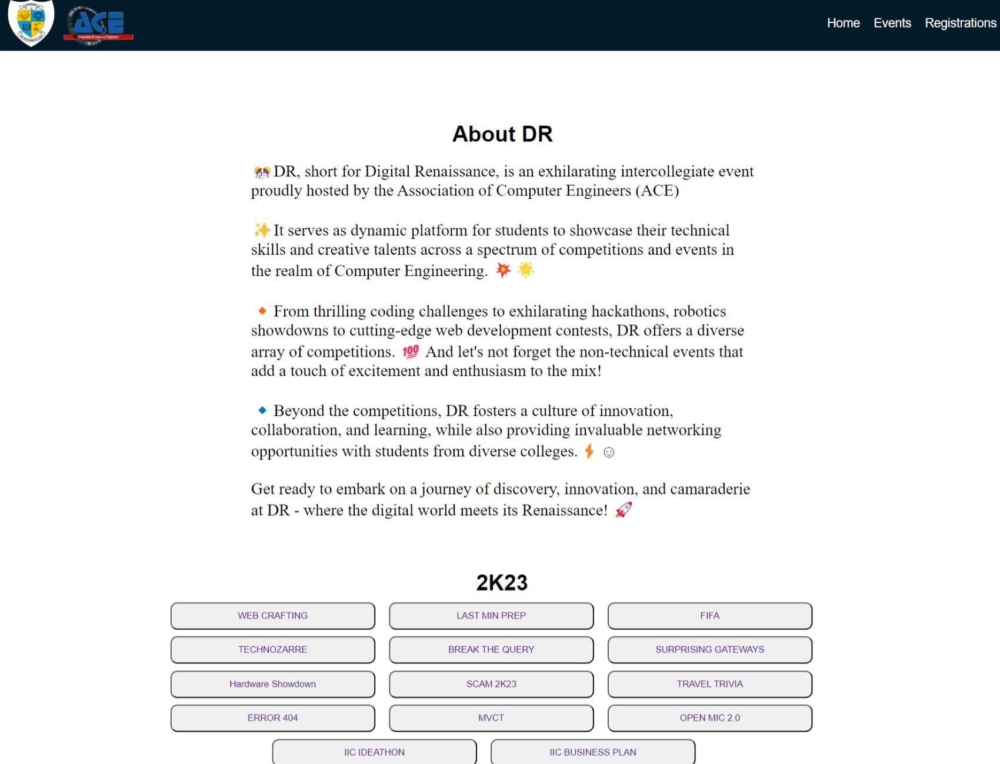 ACE
Association Of Computer Engineers
Home Events Registrations
About DR
🎊 DR, short for Digital Renaissance, is an exhilarating intercollegiate event
proudly hosted by the Association of Computer Engineers (ACE)
✨ It serves as dynamic platform for students to showcase their technical
skills and creative talents across a spectrum of competitions and events in
the realm of Computer Engineering. 💥 🌟
🔸 From thrilling coding challenges to exhilarating hackathons, robotics
showdowns to cutting-edge web development contests, DR offers a diverse
array of competitions. 💯 And let's not forget the non-technical events that
add a touch of excitement and enthusiasm to the mix!
🔹 Beyond the competitions, DR fosters a culture of innovation,
collaboration, and learning, while also providing invaluable networking
opportunities with students from diverse colleges. ⚡ ☺
Get ready to embark on a journey of discovery, innovation, and camaraderie
at DR - where the digital world meets its Renaissance! 🚀
2K23
WEB CRAFTING LAST MIN PREP FIFA
TECHNOZARRE BREAK THE QUERY SURPRISING GATEWAYS
Hardware Showdown SCAM 2K23 TRAVEL TRIVIA
ERROR 404 MVCT OPEN MIC 2.0
IIC IDEATHON IIC BUSINESS PLAN